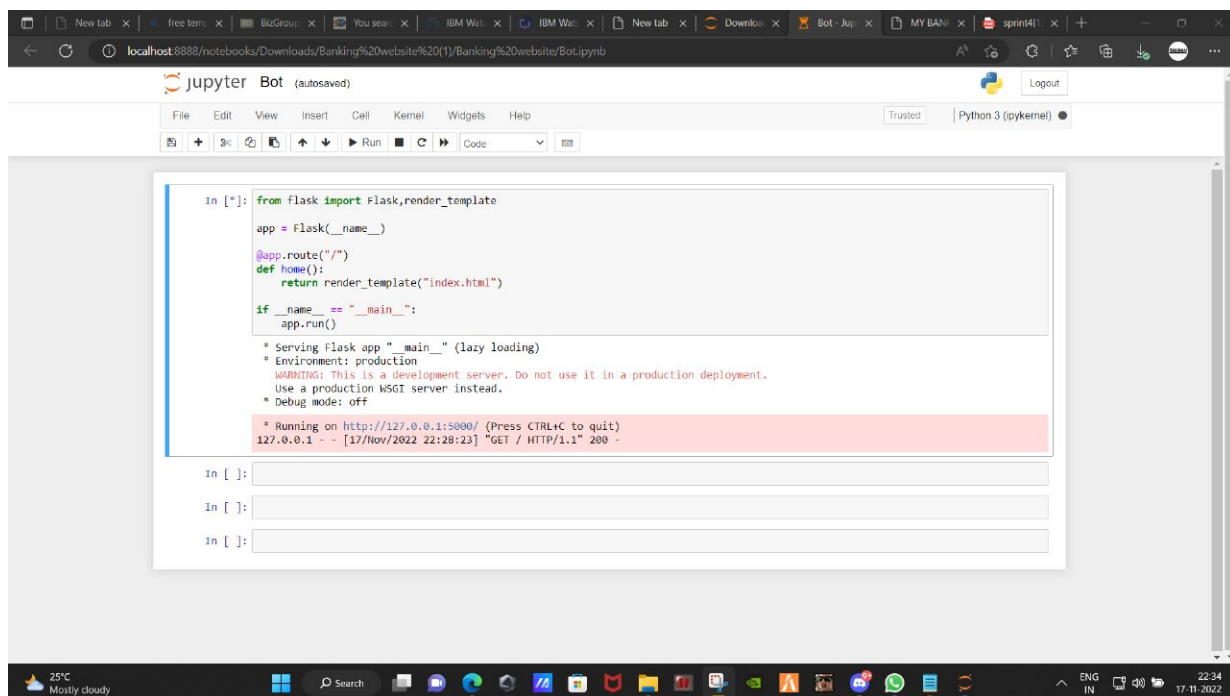 New tab
free temp
BizGroup
You sear
IBM Wat
IBM Wats
New tab
Downloa
Bot - Jup
MY BANK
sprint4(1)
localhost:8888/notebooks/Downloads/Banking%20website%20(1)/Banking%20website/Bot.ipynb
jupyter Bot (autosaved)
Logout
File Edit View Insert Cell Kernel Widgets Help
Trusted
Python 3 (ipykernel)
Run
Code
In [*]: from flask import Flask,render_template
app = Flask(__name__)
@app.route("/")
def home():
return render_template("index.html")
if __name__ == "__main__":
app.run()
* Serving Flask app "__main__" (lazy loading)
* Environment: production
WARNING: This is a development server. Do not use it in a production deployment.
Use a production WSGI server instead.
* Debug mode: off
* Running on http://127.0.0.1:5000/ (Press CTRL+C to quit)
127.0.0.1 - - [17/Nov/2022 22:28:23] "GET / HTTP/1.1" 200 -
In [ ]:
In [ ]:
In [ ]:
25°C
Mostly cloudy
Search
ENG
IN
22:34
17-11-2022